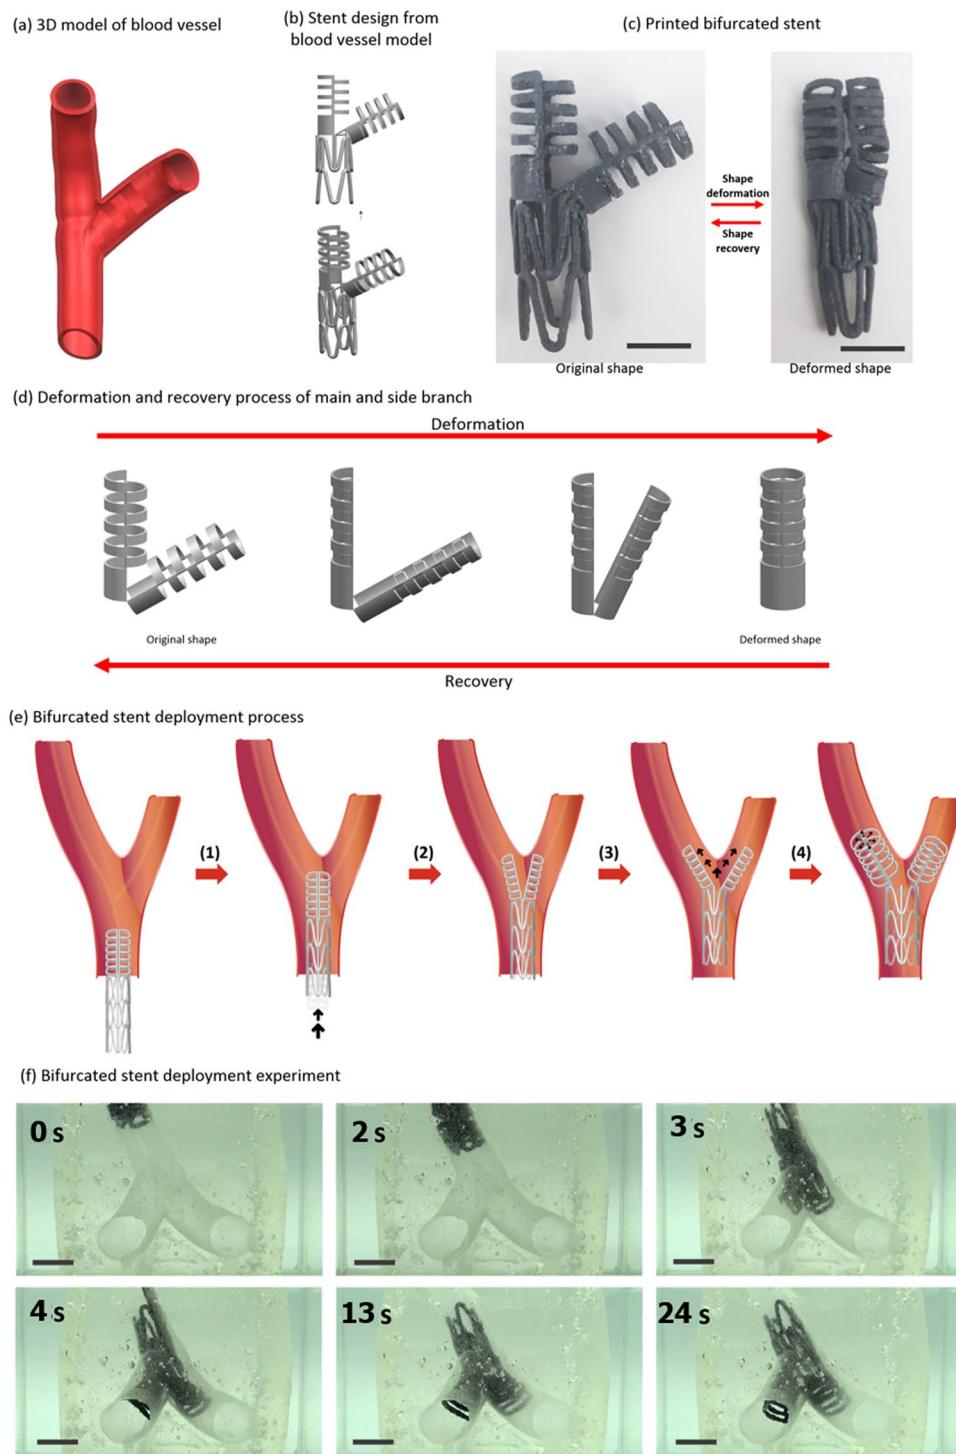 (a) 3D model of blood vessel
(b) Stent design from
blood vessel model
(c) Printed bifurcated stent
Shape
deformation
Shape
recovery
Original shape
Deformed shape
(d) Deformation and recovery process of main and side branch
Deformation
Original shape
Deformed shape
Recovery
(e) Bifurcated stent deployment process
(1)
(2)
(3)
(4)
(f) Bifurcated stent deployment experiment
0 s
2 s
3 s
4 s
13 s
24 s